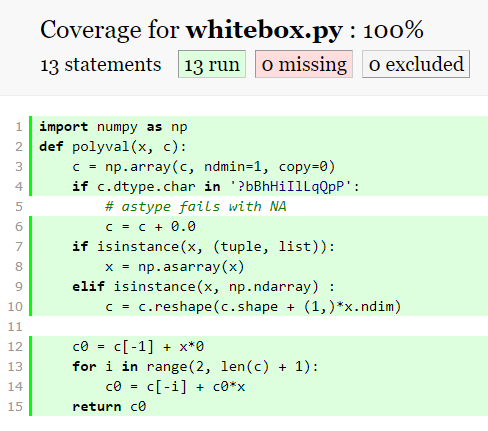 Coverage for whitebox.py : 100%
13 statements 13 run 0 missing 0 excluded
1 import numpy as np
2 def polyval(x, c):
3     c = np.array(c, ndmin=1, copy=0)
4     if c.dtype.char in '?bBhHiIlLqQpP':
5         # astype fails with NA
6         c = c + 0.0
7     if isinstance(x, (tuple, list)):
8         x = np.asarray(x)
9     elif isinstance(x, np.ndarray) :
10         c = c.reshape(c.shape + (1,)*x.ndim)
11
12     c0 = c[-1] + x*0
13     for i in range(2, len(c) + 1):
14         c0 = c[-i] + c0*x
15     return c0